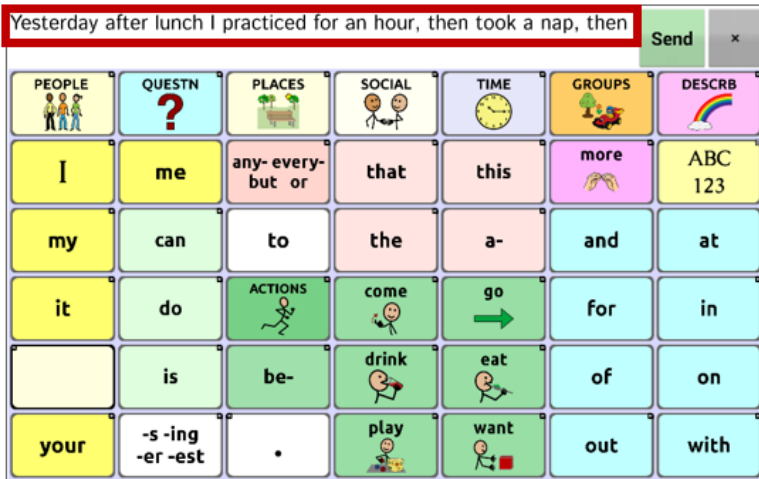 Yesterday after lunch I practiced for an hour, then took a nap, then
Send ×
PEOPLE QUESTN PLACES SOCIAL TIME GROUPS DESCRB
?
I me any- every- that this more ABC
but or 123
my can to the a- and at
it do ACTIONS come go for in
is be- drink eat of on
your -s -ing . play want out with
-er -est